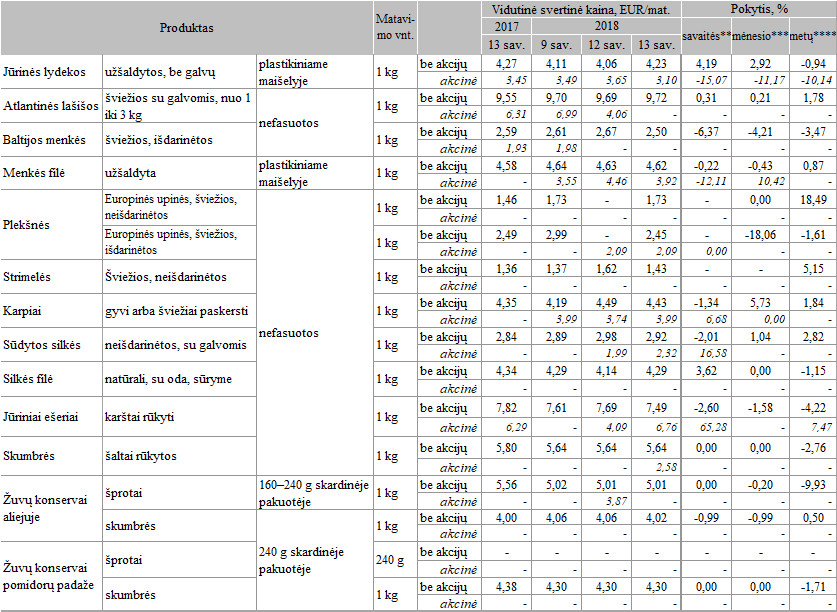 Produktas Matavimo vnt. Vidutinė svertinė kaina, EUR/mat. Pokytis, %
2017 2018 savaitės** mėnesio*** metų****
13 sav. 9 sav. 12 sav. 13 sav.
Jūrinės lydekos užšaldytos, be galvų plastikiniame maišelyje 1 kg be akcijų 4,27 4,11 4,06 4,23 4,19 2,92 -0,94
akcinė 3,45 3,49 3,65 3,10 -15,07 -11,17 -10,14
Atlantinės lašišos šviežios su galvomis, nuo 1 iki 3 kg nefasuotos 1 kg be akcijų 9,55 9,70 9,69 9,72 0,31 0,21 1,78
akcinė 6,31 6,99 4,06 - - - -
Baltijos menkės šviežios, išdarinėtos 1 kg be akcijų 2,59 2,61 2,67 2,50 -6,37 -4,21 -3,47
akcinė 1,93 1,98 - - - - -
Menkės filė užšaldyta plastikiniame maišelyje 1 kg be akcijų 4,58 4,64 4,63 4,62 -0,22 -0,43 0,87
akcinė - 3,55 4,46 3,92 -12,11 10,42 -
Plekšnės Europinės upinės, šviežios, neišdarinėtos nefasuotos 1 kg be akcijų 1,46 1,73 - 1,73 - 0,00 18,49
akcinė - - - - - - -
Europinės upinės, šviežios, išdarinėtos 1 kg be akcijų 2,49 2,99 - 2,45 - -18,06 -1,61
akcinė - - 2,09 2,09 0,00 - -
Strimelės Šviežios, neišdarinėtos 1 kg be akcijų 1,36 1,37 1,62 1,43 - - 5,15
akcinė - - - - - - -
Karpiai gyvi arba šviežiai paskersti 1 kg be akcijų 4,35 4,19 4,49 4,43 -1,34 5,73 1,84
akcinė - 3,99 3,74 3,99 6,68 0,00 -
Sūdytos silkės neišdarinėtos, su galvomis 1 kg be akcijų 2,84 2,89 2,98 2,92 -2,01 1,04 2,82
akcinė - - 1,99 2,32 16,58 - -
Silkės filė natūrali, su oda, sūryme 1 kg be akcijų 4,34 4,29 4,14 4,29 3,62 0,00 -1,15
akcinė - - - - - - -
Jūriniai ešeriai karštai rūkyti 1 kg be akcijų 7,82 7,61 7,69 7,49 -2,60 -1,58 -4,22
akcinė 6,29 - 4,09 6,76 65,28 - 7,47
Skumbrės šaltai rūkytos 1 kg be akcijų 5,80 5,64 5,64 5,64 0,00 0,00 -2,76
akcinė - - - 2,58 - - -
Žuvų konservai aliejuje šprotai 160–240 g skardinėje pakuotėje 1 kg be akcijų 5,56 5,02 5,01 5,01 0,00 -0,20 -9,93
akcinė - - 3,87 - - - -
skumbrės 240 g skardinėje pakuotėje 1 kg be akcijų 4,00 4,06 4,06 4,02 -0,99 -0,99 0,50
akcinė - - - - - - -
Žuvų konservai pomidorų padaže šprotai 240 g be akcijų - - - - - - -
akcinė - - - - - - -
skumbrės 1 kg be akcijų 4,38 4,30 4,30 4,30 0,00 0,00 -1,71
akcinė - - - - - - -